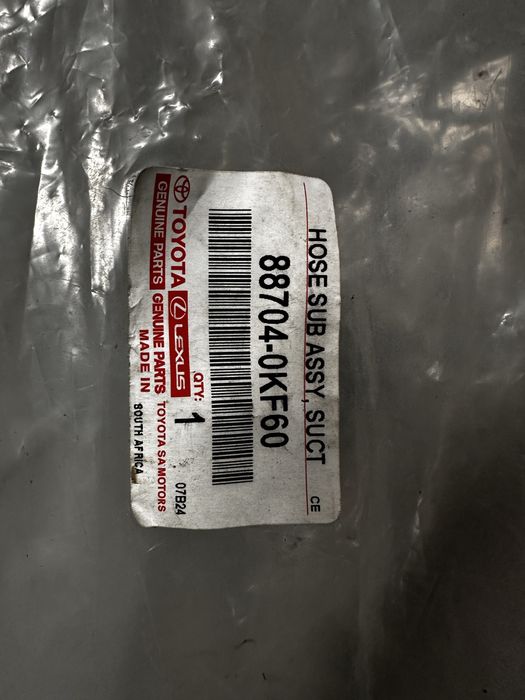 HOSE SUB ASSY, SUCT
CE
88704-0KF60
QTY:
1
07B24
TOYOTA
LEXUS
GENUINE PARTS
GENUINE PARTS
TOYOTA SA MOTORS
MADE IN
SOUTH AFRICA